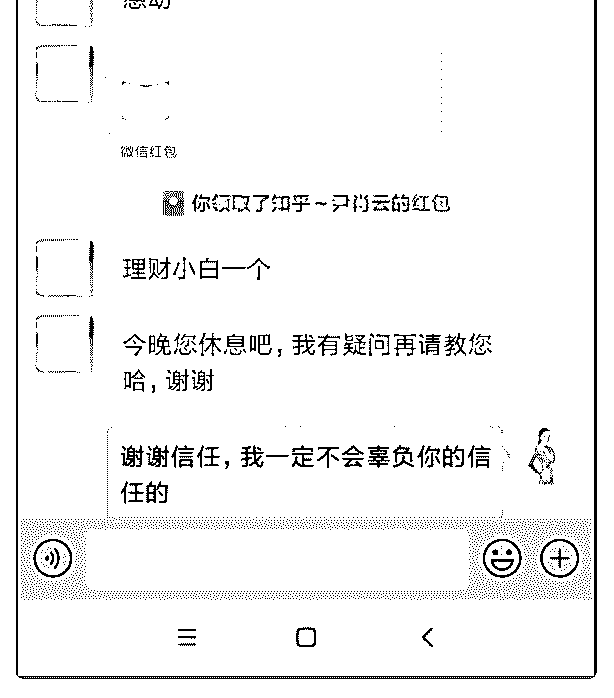 感动
微信红包
你领取了知乎~尹肖云的红包
理财小白一个
今晚您休息吧，我有疑问再请教您
哈，谢谢
谢谢信任，我一定不会辜负你的信
任的